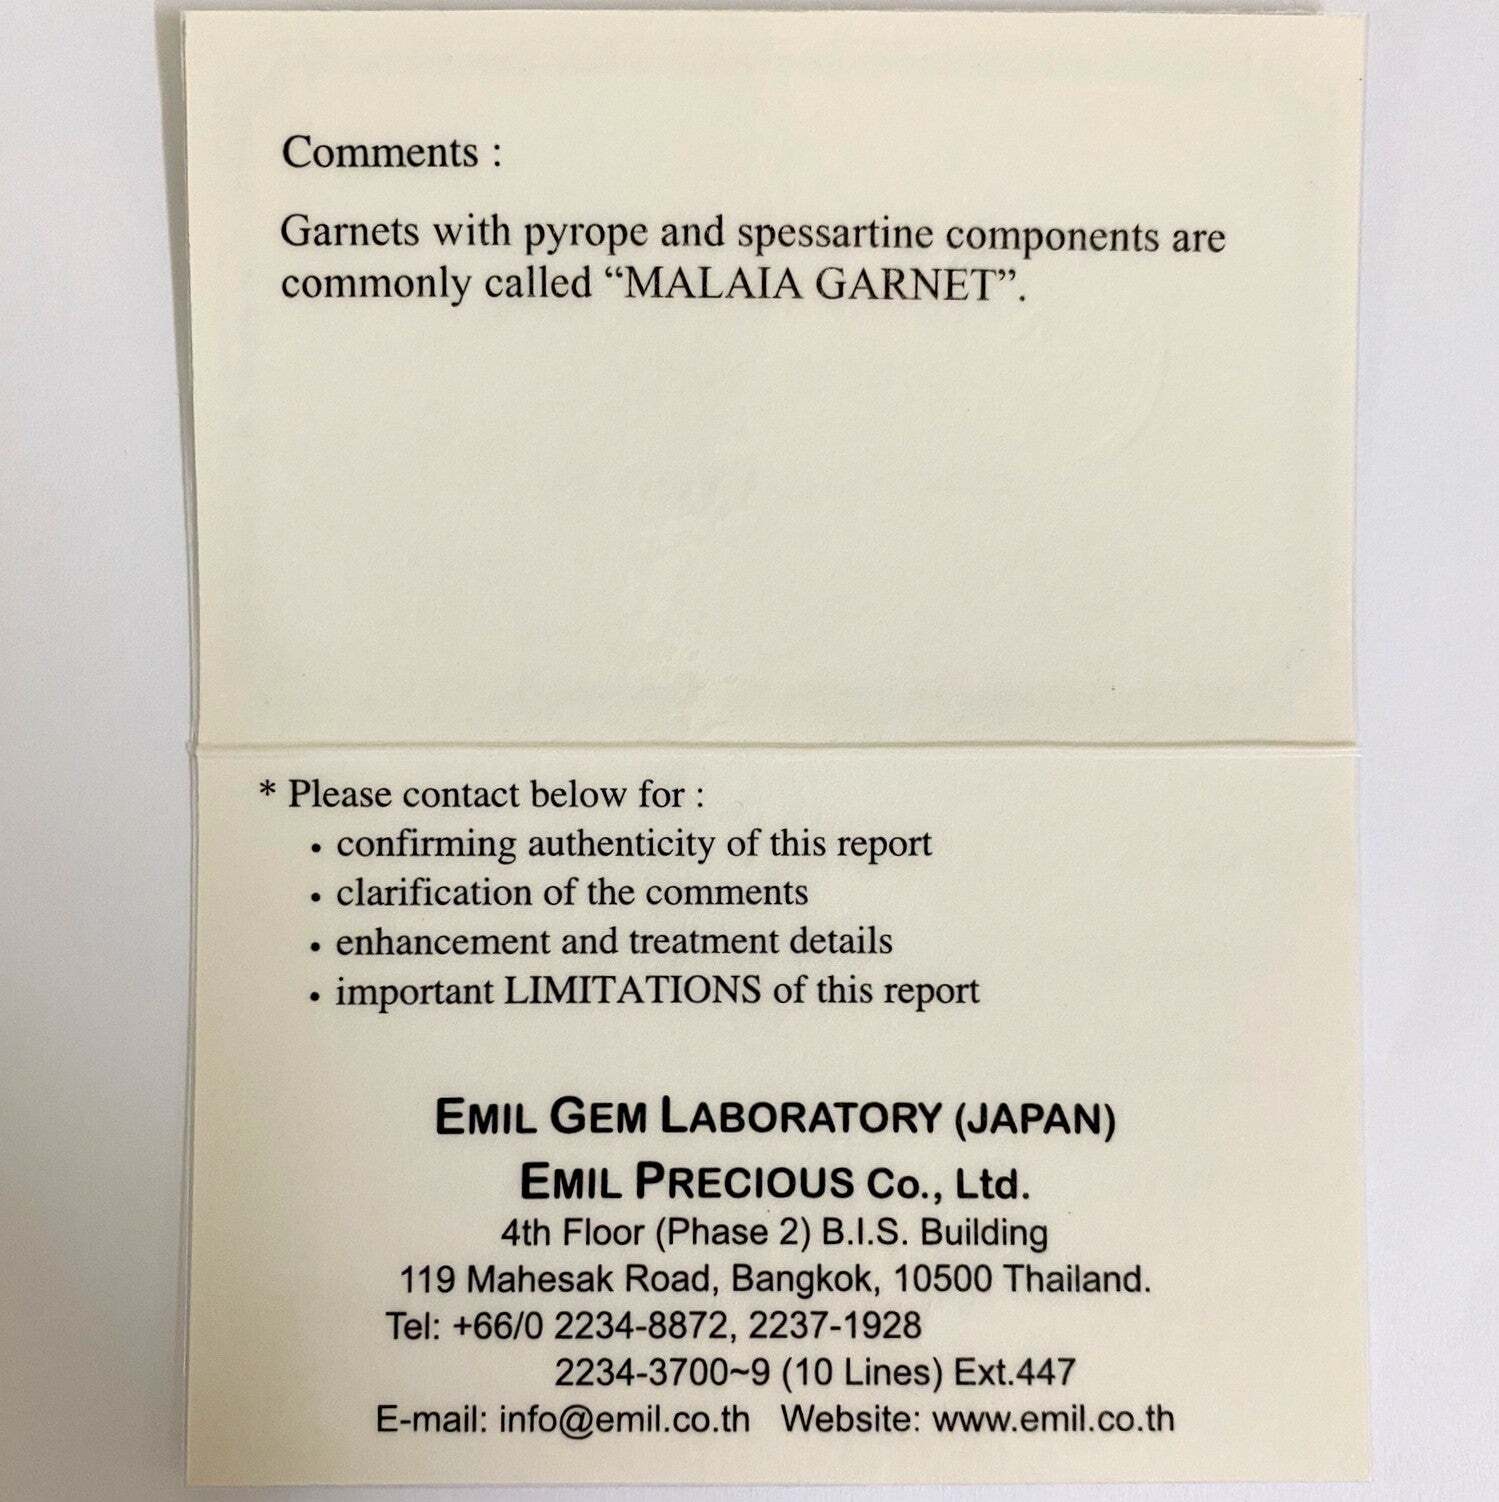 Comments :
Garnets with pyrope and spessartine components are
commonly called “MALAIA GARNET”.
* Please contact below for :
• confirming authenticity of this report
• clarification of the comments
• enhancement and treatment details
• important LIMITATIONS of this report
EMIL GEM LABORATORY (JAPAN)
EMIL PRECIOUS Co., Ltd.
4th Floor (Phase 2) B.I.S. Building
119 Mahesak Road, Bangkok, 10500 Thailand.
Tel: +66/0 2234-8872, 2237-1928
2234-3700~9 (10 Lines) Ext.447
E-mail: info@emil.co.th Website: www.emil.co.th